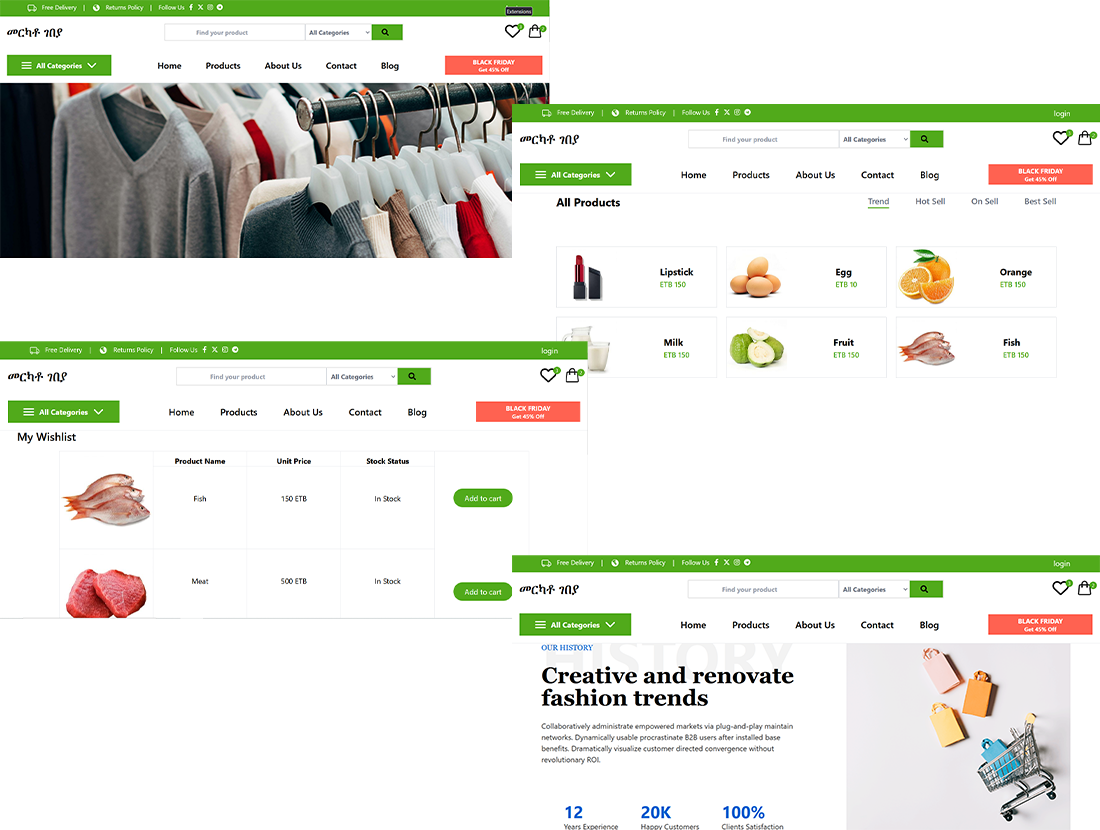 Free Delivery | Returns Policy | Follow Us
Extensions
መርካቶ ገበያ
Find your product
All Categories
2
2
All Categories
Home
Products
About Us
Contact
Blog
BLACK FRIDAY
Get 45% Off
Free Delivery | Returns Policy | Follow Us
login
መርካቶ ገበያ
Find your product
All Categories
2
2
All Categories
Home
Products
About Us
Contact
Blog
BLACK FRIDAY
Get 45% Off
All Products
Trend
Hot Sell
On Sell
Best Sell
Lipstick
ETB 150
Egg
ETB 10
Orange
ETB 150
Milk
ETB 150
Fruit
ETB 150
Fish
ETB 150
Free Delivery | Returns Policy | Follow Us
login
መርካቶ ገበያ
Find your product
All Categories
2
2
All Categories
Home
Products
About Us
Contact
Blog
BLACK FRIDAY
Get 45% Off
My Wishlist
Product Name
Unit Price
Stock Status
Fish
150 ETB
In Stock
Add to cart
Meat
500 ETB
In Stock
Add to cart
Free Delivery | Returns Policy | Follow Us
login
መርካቶ ገበያ
Find your product
All Categories
2
2
All Categories
Home
Products
About Us
Contact
Blog
BLACK FRIDAY
Get 45% Off
HISTORY
OUR HISTORY
Creative and renovate
fashion trends
Collaboratively administrate empowered markets via plug-and-play maintain
networks. Dynamically usable procrastinate B2B users after installed base
benefits. Dramatically visualize customer directed convergence without
revolutionary ROI.
12
Years Experience
20K
Happy Customers
100%
Clients Satisfaction